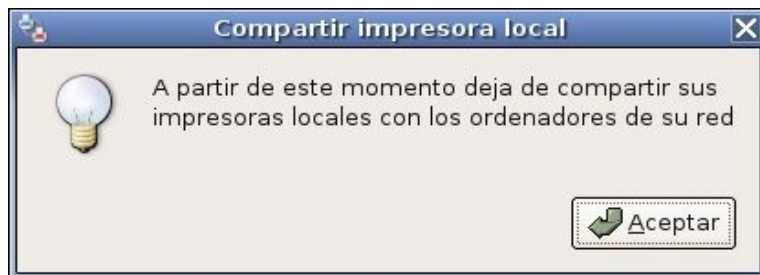 Compartir impresora local
A partir de este momento deja de compartir sus
impresoras locales con los ordenadores de su red
Aceptar